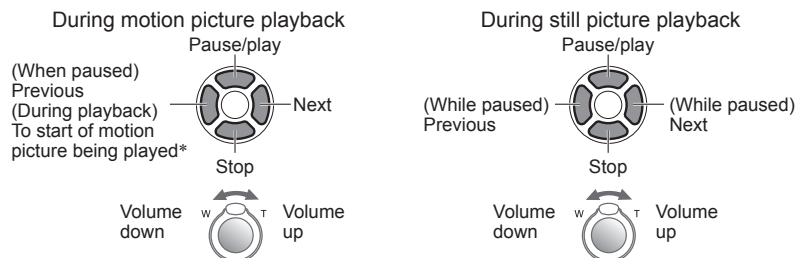 During motion picture playback
Pause/play
(When paused)
Previous
(During playback)
To start of motion
picture being played*
Next
Stop
Volume
down
W
T
Volume
up
During still picture playback
Pause/play
(While paused)
Previous
(While paused)
Next
Stop
Volume
down
W
T
Volume
up